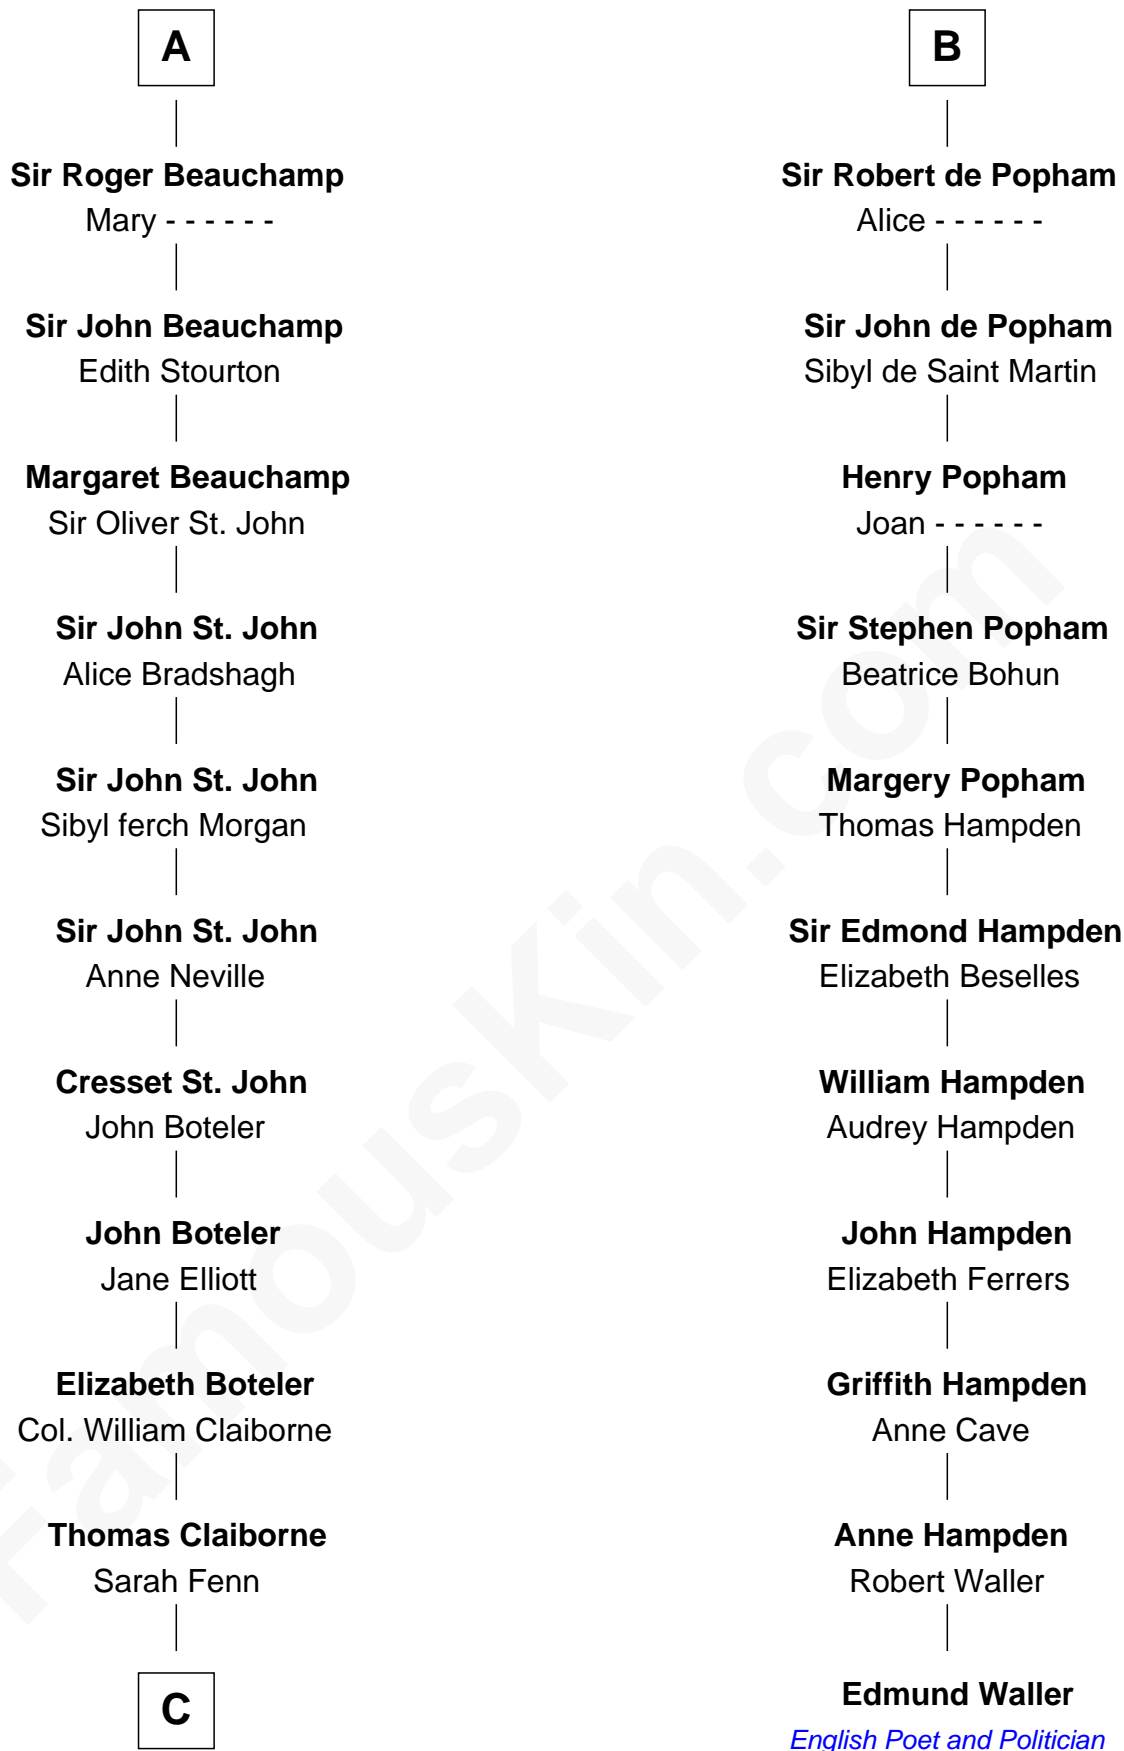 A
Sir Roger Beauchamp
Mary - - - - - -
Sir John Beauchamp
Edith Stourton
Margaret Beauchamp
Sir Oliver St. John
Sir John St. John
Alice Bradshagh
Sir John St. John
Sibyl ferch Morgan
Sir John St. John
Anne Neville
Cresset St. John
John Boteler
John Boteler
Jane Elliott
Elizabeth Boteler
Col. William Claiborne
Thomas Claiborne
Sarah Fenn
C
B
Sir Robert de Popham
Alice - - - - - -
Sir John de Popham
Sibyl de Saint Martin
Henry Popham
Joan - - - - - -
Sir Stephen Popham
Beatrice Bohun
Margery Popham
Thomas Hampden
Sir Edmond Hampden
Elizabeth Beselles
William Hampden
Audrey Hampden
John Hampden
Elizabeth Ferrers
Griffith Hampden
Anne Cave
Anne Hampden
Robert Waller
Edmund Waller
English Poet and Politician
FamousKin.com